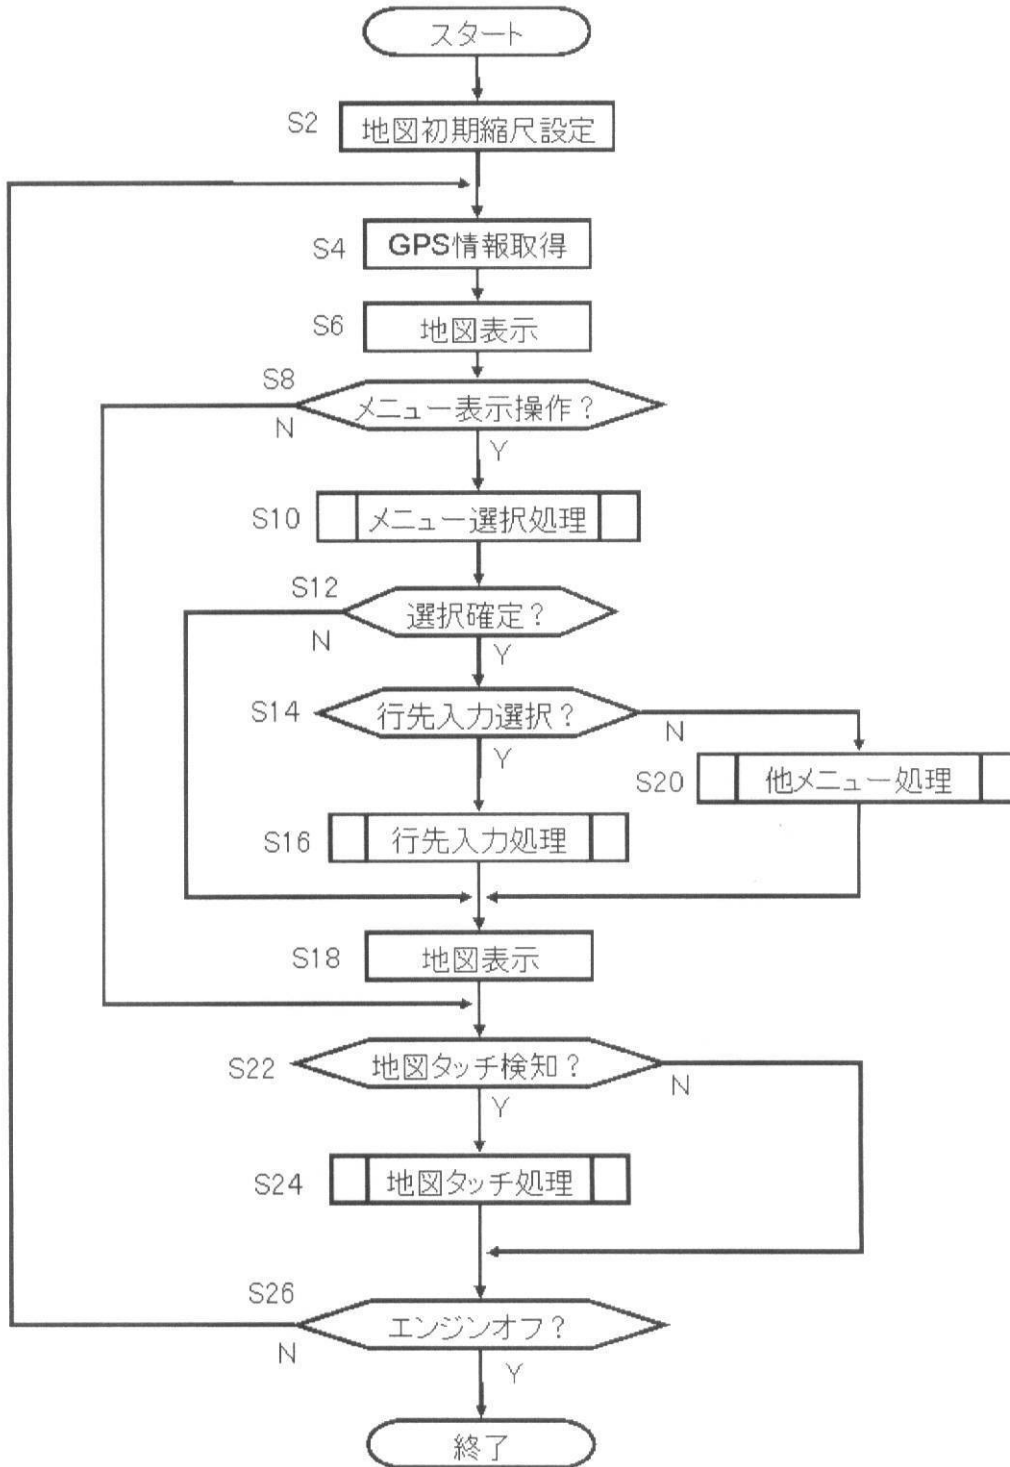 スタート
S2
地図初期縮尺設定
S4
GPS情報取得
S6
地図表示
S8
メニュー表示操作？
N
Y
S10
メニュー選択処理
S12
選択確定？
N
Y
S14
行先入力選択？
N
Y
S20
他メニュー処理
S16
行先入力処理
S18
地図表示
S22
地図タッチ検知？
N
Y
S24
地図タッチ処理
S26
エンジンオフ？
N
Y
終了